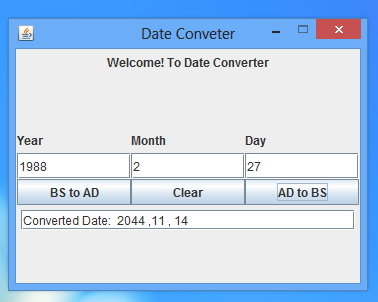 Date Conveter
Welcome! To Date Converter
Year Month Day
1988 2 27
BS to AD Clear AD to BS
Converted Date: 2044 ,11 , 14